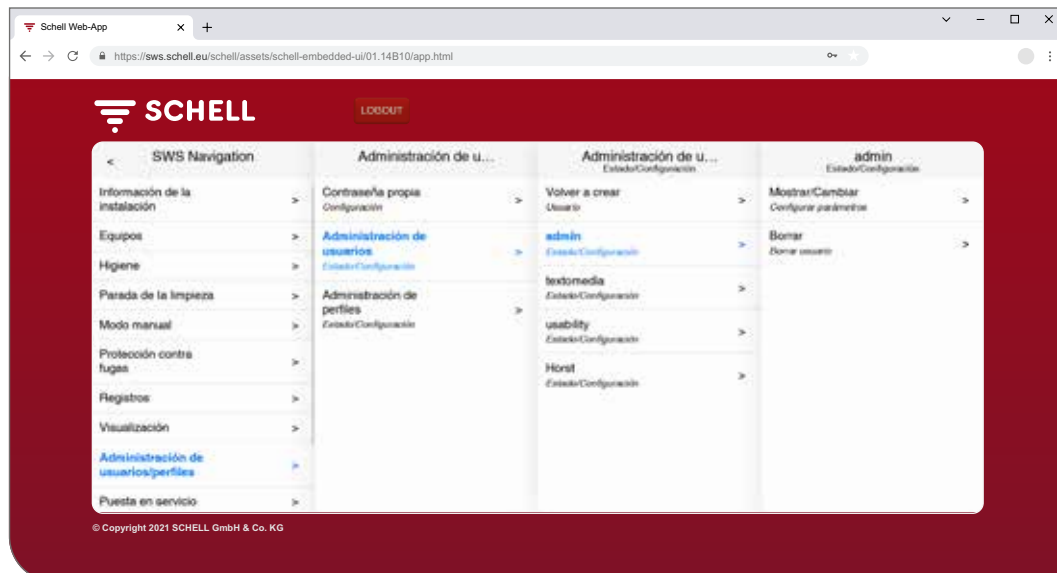 Schell Web-App
https://sws.schell.eu/schell/assets/schell-embedded-ui/01.14B10/app.html
SCHELL
LOGOUT
< SWS Navigation
Información de la
instalación >
Equipos >
Higiene >
Parada de la limpieza >
Modo manual >
Protección contra
fugas >
Registros >
Visualización >
Administración de
usuarios/perfiles >
Puesta en servicio >
Administración de u...
Contraseña propia >
Configuración
Administración de
usuarios >
Estado/Configuración
Administración de
perfiles >
Estado/Configuración
Administración de u...
Estado/Configuración
Volver a crear >
Usuario
admin >
Estado/Configuración
textomedia >
Estado/Configuración
usability >
Estado/Configuración
Horst >
Estado/Configuración
admin
Estado/Configuración
Mostrar/Cambiar >
Configurar parámetros
Borrar >
Borrar usuario
© Copyright 2021 SCHELL GmbH & Co. KG